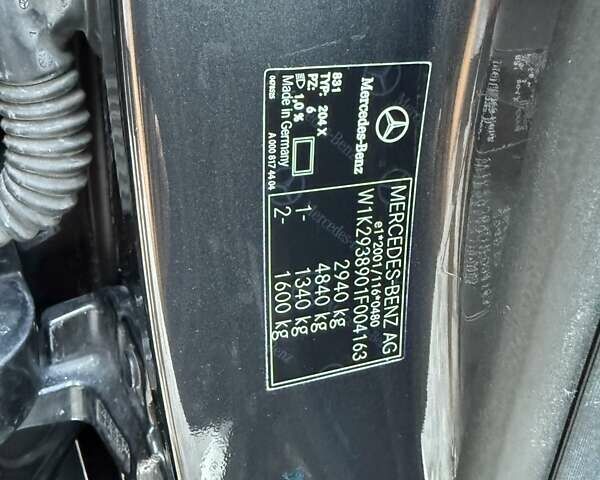 MERCEDES-BENZ AG
e1*2001/116*0480
W1K2938901F004163
2940 kg
4840 kg
1- 1340 kg
2- 1600 kg
Mercedes-Benz
831
TYP: 204 X
PZ: 6
1,0 %
Made in Germany
A 000 817 44 04